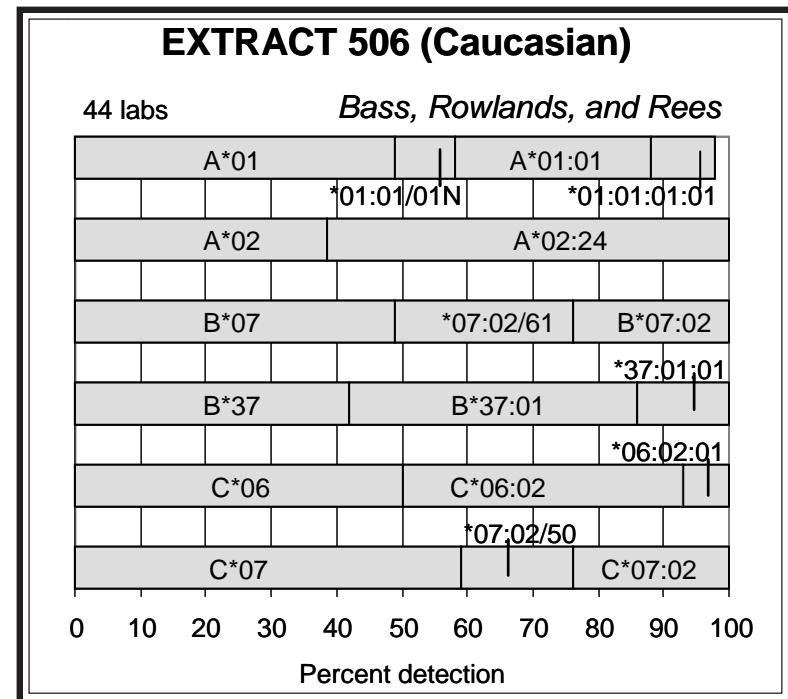 EXTRACT 506 (Caucasian)
44 labs Bass, Rowlands, and Rees
A*01 A*01:01
*01:01/01N *01:01:01:01
A*02 A*02:24
B*07 *07:02/61 B*07:02
*37:01:01
B*37 B*37:01
*06:02:01
C*06 C*06:02
*07:02/50
C*07 C*07:02
0 10 20 30 40 50 60 70 80 90 100
Percent detection